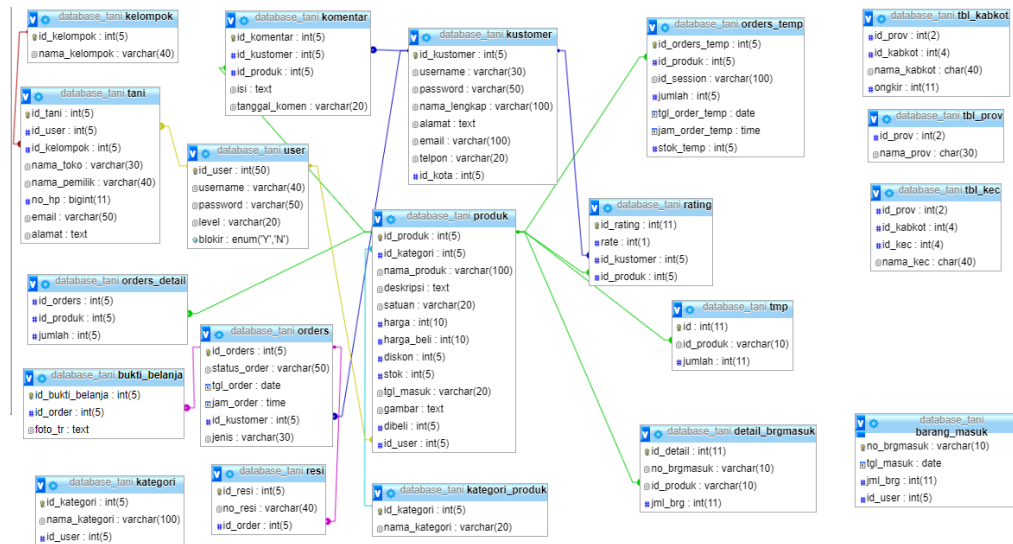 database_tani kelompok
id_kelompok : int(5)
nama_kelompok : varchar(40)
database_tani tani
id_tani : int(5)
id_user : int(5)
id_kelompok : int(5)
nama_toko : varchar(30)
nama_pemilik : varchar(40)
no_hp : bigint(11)
email : varchar(50)
alamat : text
database_tani komentar
id_komentar : int(5)
id_kustomer : int(5)
id_produk : int(5)
isi : text
tanggal_komen : varchar(20)
database_tani user
id_user : int(50)
username : varchar(40)
password : varchar(50)
level : varchar(20)
blokir : enum('Y','N')
database_tani kustomer
id_kustomer : int(5)
username : varchar(30)
password : varchar(50)
nama_lengkap : varchar(100)
alamat : text
email : varchar(100)
telpon : varchar(20)
id_kota : int(5)
database_tani orders_temp
id_orders_temp : int(5)
id_produk : int(5)
id_session : varchar(100)
jumlah : int(5)
tgl_order_temp : date
jam_order_temp : time
stok_temp : int(5)
database_tani tbl_kabkot
id_prov : int(2)
id_kabkot : int(4)
nama_kabkot : char(40)
ongkir : int(11)
database_tani tbl_prov
id_prov : int(2)
nama_prov : char(30)
database_tani tbl_kec
id_prov : int(2)
id_kabkot : int(4)
id_kec : int(4)
nama_kec : char(40)
database_tani produk
id_produk : int(5)
id_kategori : int(5)
nama_produk : varchar(100)
deskripsi : text
satuan : varchar(20)
harga : int(10)
harga_beli : int(10)
diskon : int(5)
stok : int(5)
tgl_masuk : varchar(20)
gambar : text
dibeli : int(5)
id_user : int(5)
database_tani rating
id_rating : int(11)
rate : int(1)
id_kustomer : int(5)
id_produk : int(5)
database_tani orders_detail
id_orders : int(5)
id_produk : int(5)
jumlah : int(5)
database_tani orders
id_orders : int(5)
status_order : varchar(50)
tgl_order : date
jam_order : time
id_kustomer : int(5)
jenis : varchar(30)
database_tani tmp
id : int(11)
id_produk : varchar(10)
jumlah : int(11)
database_tani bukti_belanja
id_bukti_belanja : int(5)
id_order : int(5)
foto_tr : text
database_tani detail_brgmasuk
id_detail : int(11)
no_brgmasuk : varchar(10)
id_produk : varchar(10)
jml_brg : int(11)
database_tani
barang_masuk
no_brgmasuk : varchar(10)
tgl_masuk : date
jml_brg : int(11)
id_user : int(5)
database_tani kategori
id_kategori : int(5)
nama_kategori : varchar(100)
id_user : int(5)
database_tani resi
id_resi : int(5)
no_resi : varchar(40)
id_order : int(5)
database_tani kategori_produk
id_kategori : int(5)
nama_kategori : varchar(20)